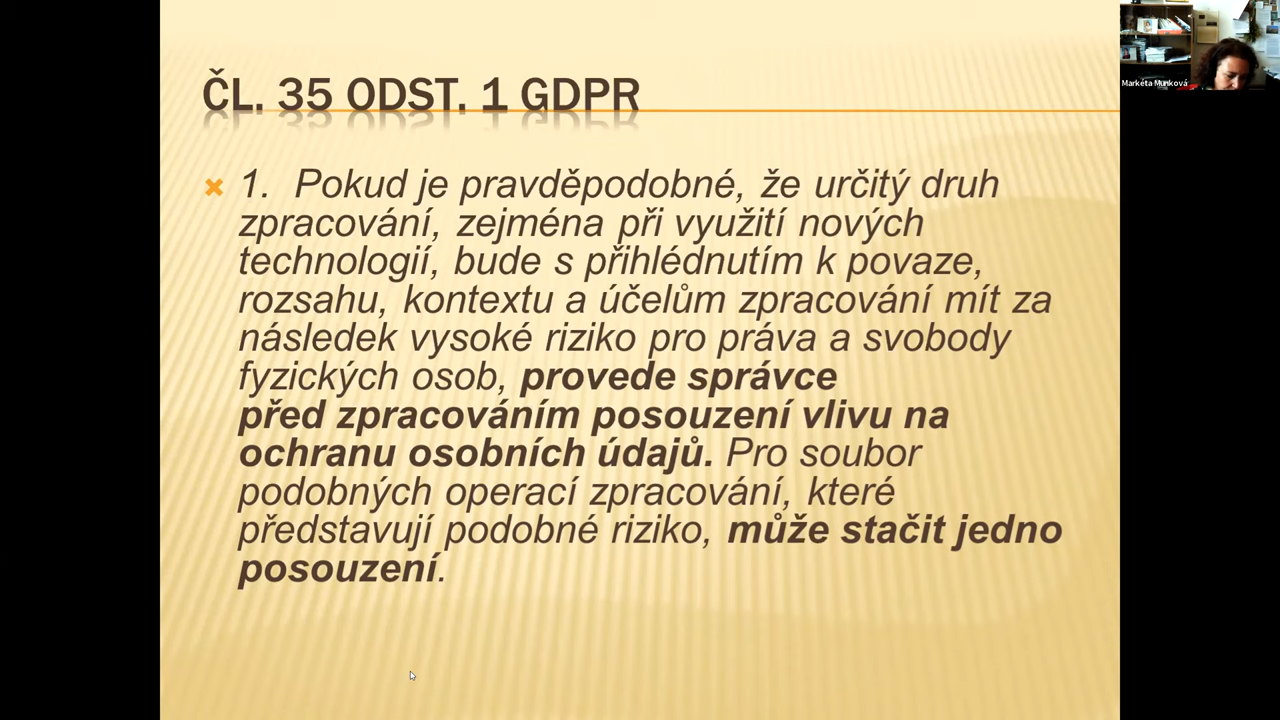 ČL. 35 ODST. 1 GDPR
Markéta Munková
1. Pokud je pravděpodobné, že určitý druh
zpracování, zejména při využití nových
technologií, bude s přihlédnutím k povaze,
rozsahu, kontextu a účelům zpracování mít za
následek vysoké riziko pro práva a svobody
fyzických osob, provede správce
před zpracováním posouzení vlivu na
ochranu osobních údajů. Pro soubor
podobných operací zpracování, které
představují podobné riziko, může stačit jedno
posouzení.